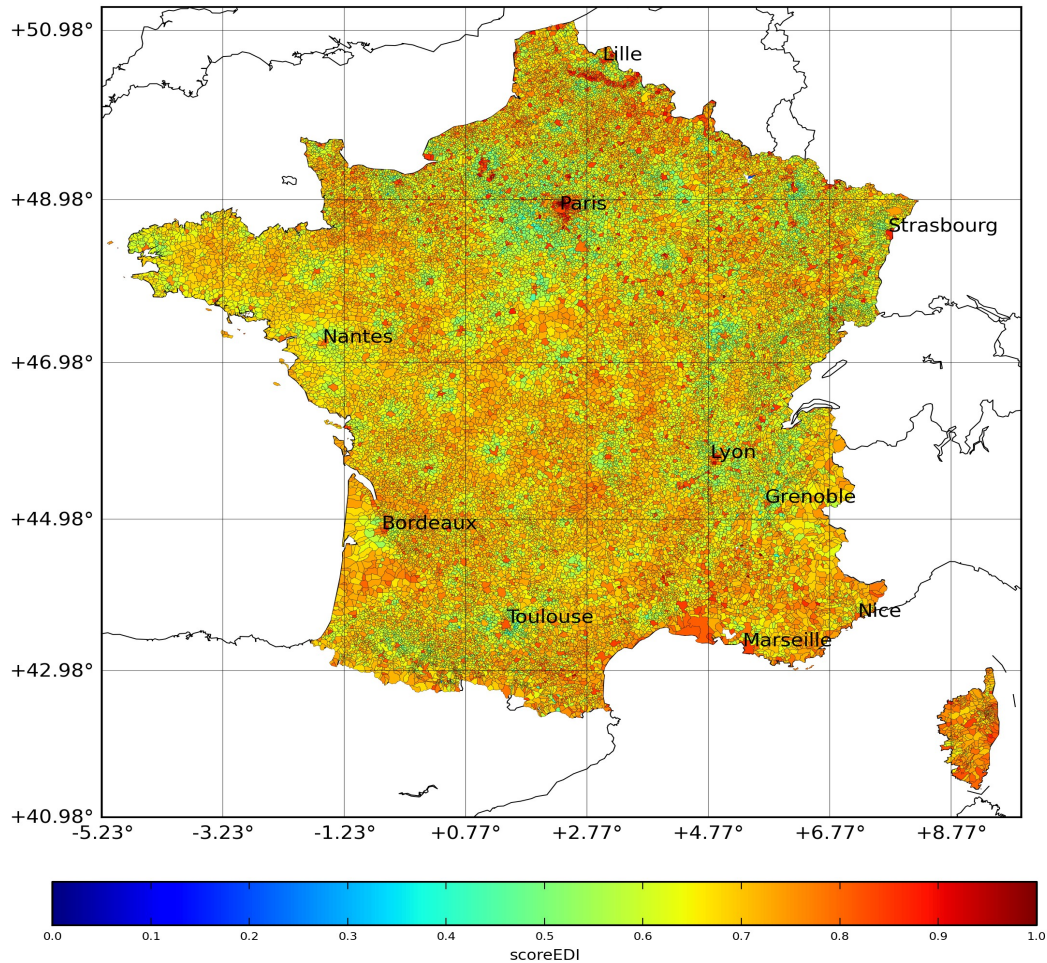 +50.98°
Lille
+48.98°
Paris
Strasbourg
Nantes
+46.98°
Lyon
Grenoble
+44.98°
Bordeaux
Nice
Toulouse
Marseille
+42.98°
+40.98°
-5.23° -3.23° -1.23° +0.77° +2.77° +4.77° +6.77° +8.77°
0.0 0.1 0.2 0.3 0.4 0.5 0.6 0.7 0.8 0.9 1.0
scoreEDI